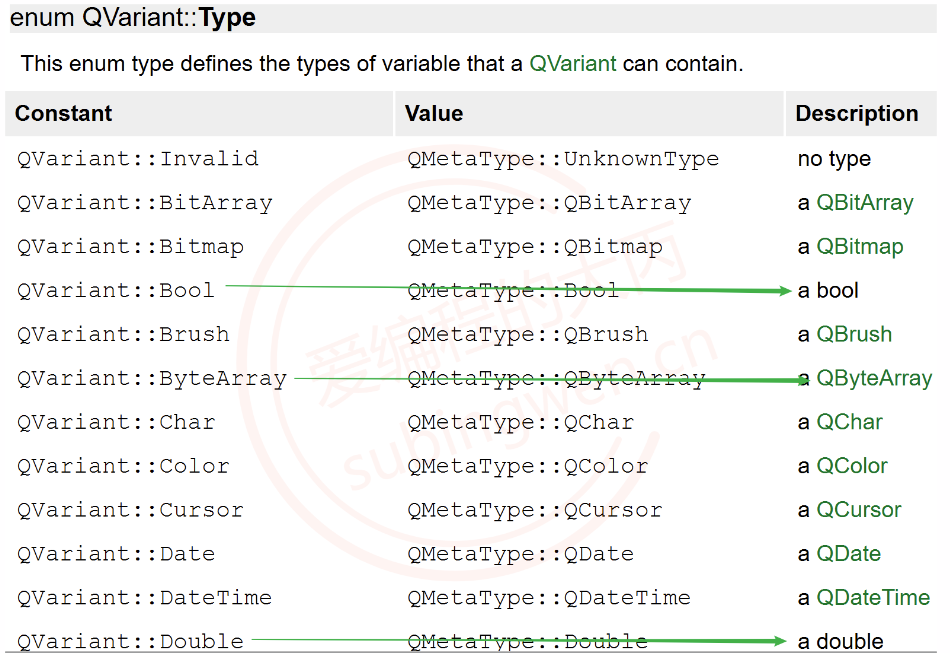 enum QVariant::Type
This enum type defines the types of variable that a QVariant can contain.
Constant Value Description
QVariant::Invalid QMetaType::UnknownType no type
QVariant::BitArray QMetaType::QBitArray a QBitArray
QVariant::Bitmap QMetaType::QBitmap a QBitmap
QVariant::Bool QMetaType::Bool a bool
QVariant::Brush QMetaType::QBrush a QBrush
QVariant::ByteArray QMetaType::QByteArray a QByteArray
QVariant::Char QMetaType::QChar a QChar
QVariant::Color QMetaType::QColor a QColor
QVariant::Cursor QMetaType::QCursor a QCursor
QVariant::Date QMetaType::QDate a QDate
QVariant::DateTime QMetaType::QDateTime a QDateTime
QVariant::Double QMetaType::Double a double
爱编程的大丙
subingwen.cn